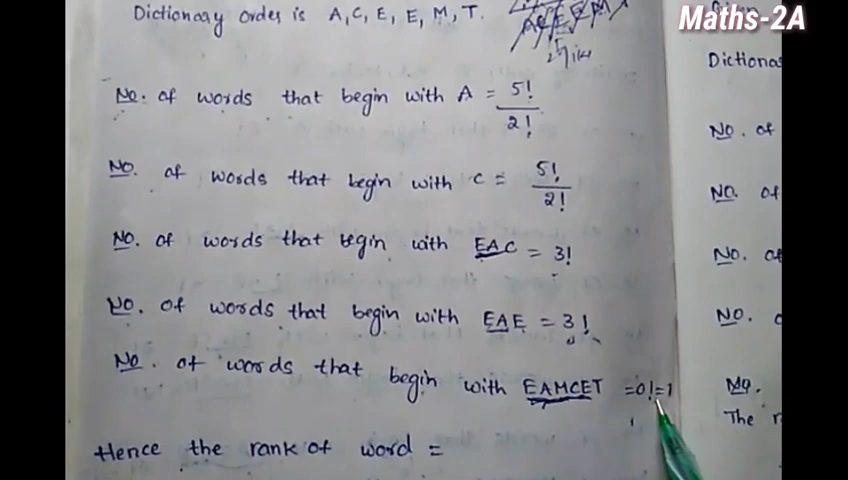 Maths-2A
Dictionary order is A, C, E, E, M, T.
No. of words that begin with A = 5!/2!
No. of words that begin with C = 5!/2!
No. of words that begin with EAC = 3!
No. of words that begin with EAE = 3!
No. of words that begin with EAMCET = 0! = 1
Hence the rank of word =
Dictiona
No. of
No. of
No. of
No. of
No.
The r